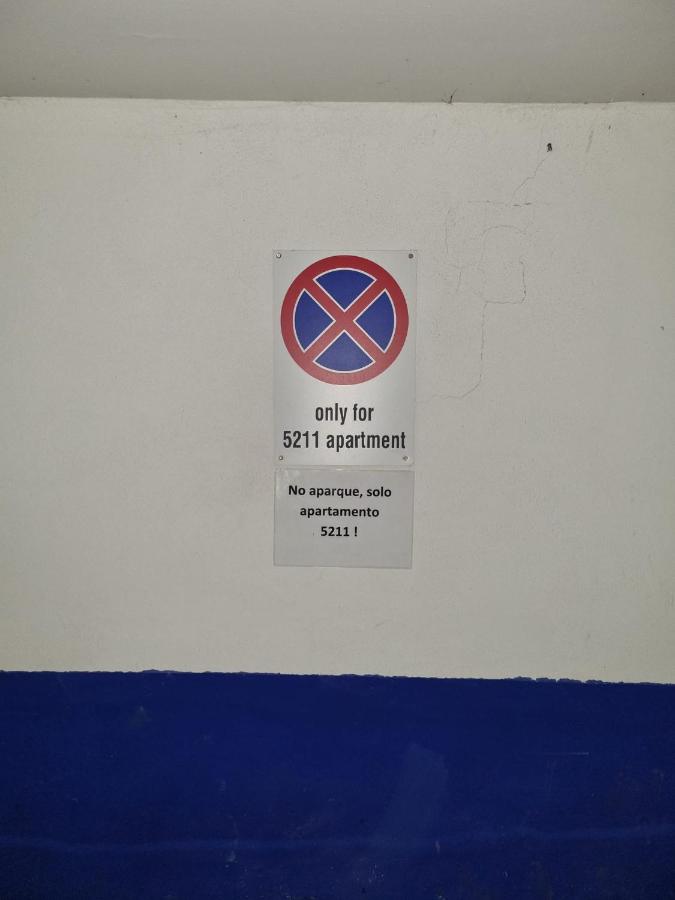 only for
5211 apartment
No aparque, solo
apartamento
5211 !